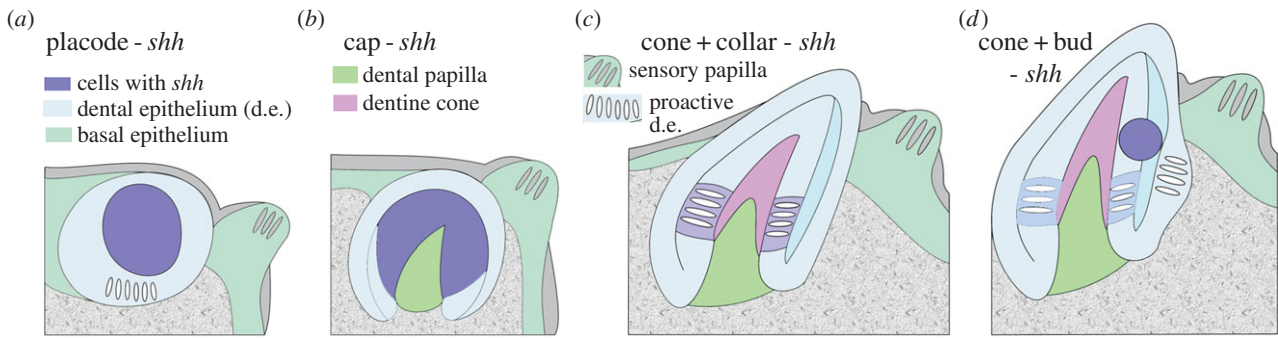 (a)
placode - shh
cells with shh
dental epithelium (d.e.)
basal epithelium
(b)
cap - shh
dental papilla
dentine cone
(c)
cone + collar - shh
sensory papilla
proactive
d.e.
(d)
cone + bud
- shh